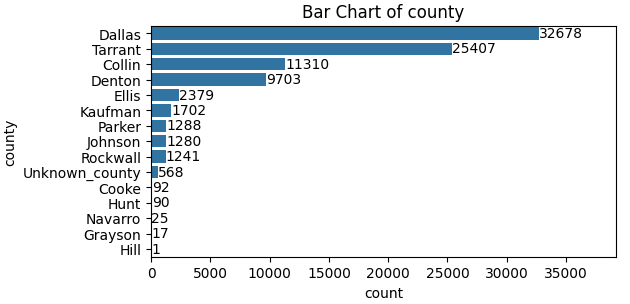 Bar Chart of county
county
Dallas 32678
Tarrant 25407
Collin 11310
Denton 9703
Ellis 2379
Kaufman 1702
Parker 1288
Johnson 1280
Rockwall 1241
Unknown_county 568
Cooke 92
Hunt 90
Navarro 25
Grayson 17
Hill 1
0 5000 10000 15000 20000 25000 30000 35000
count